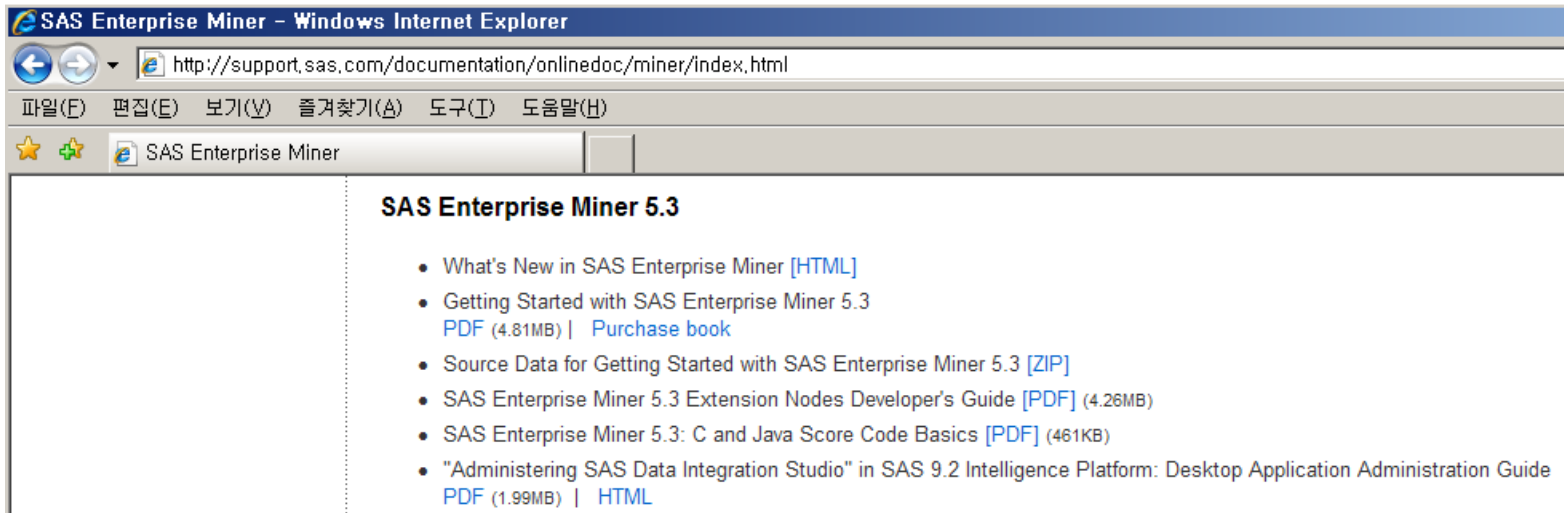 SAS Enterprise Miner - Windows Internet Explorer
http://support.sas.com/documentation/onlinedoc/miner/index.html
파일(F) 편집(E) 보기(V) 즐겨찾기(A) 도구(T) 도움말(H)
SAS Enterprise Miner
SAS Enterprise Miner 5.3
• What's New in SAS Enterprise Miner [HTML]
• Getting Started with SAS Enterprise Miner 5.3
PDF (4.81MB) | Purchase book
• Source Data for Getting Started with SAS Enterprise Miner 5.3 [ZIP]
• SAS Enterprise Miner 5.3 Extension Nodes Developer's Guide [PDF] (4.26MB)
• SAS Enterprise Miner 5.3: C and Java Score Code Basics [PDF] (461KB)
• "Administering SAS Data Integration Studio" in SAS 9.2 Intelligence Platform: Desktop Application Administration Guide
PDF (1.99MB) | HTML